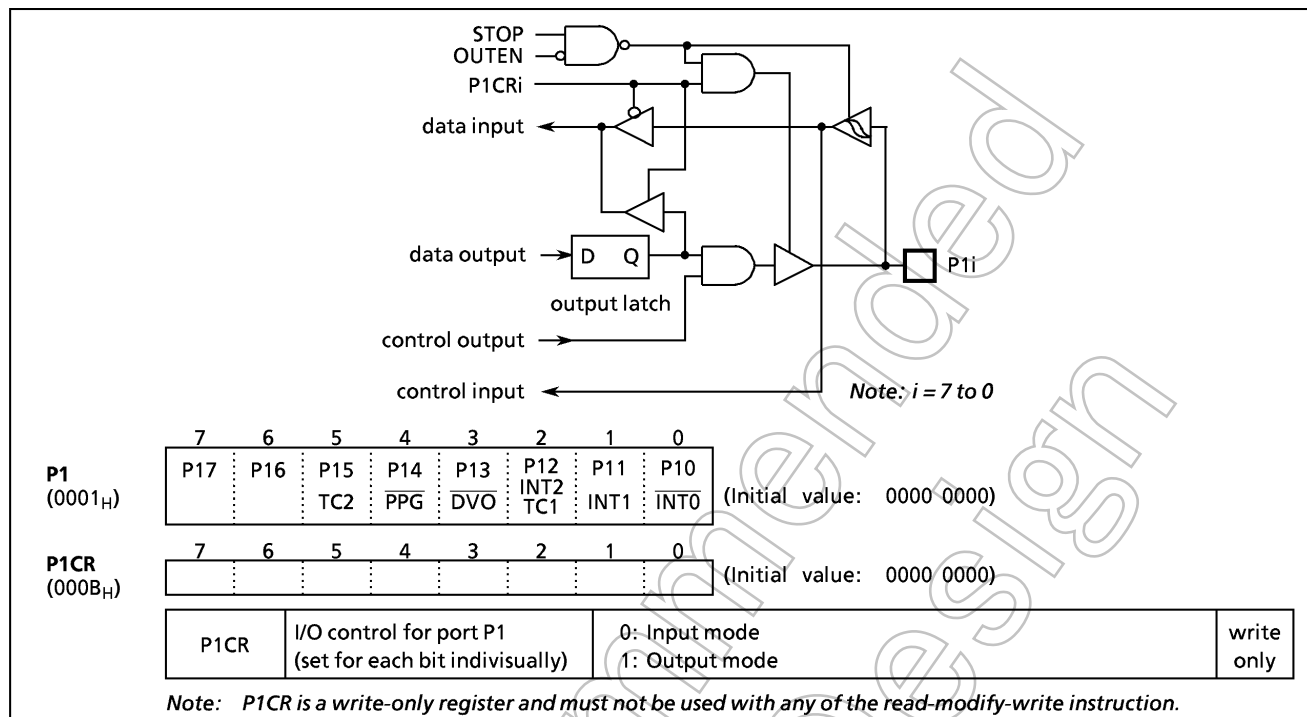 STOP
OUTEN
P1CRi
data input
data output
D Q
P1i
output latch
control output
control input
Note: i = 7 to 0
7 6 5 4 3 2 1 0
P1
(0001H)
P17 P16 P15 P14 P13 P12 P11 P10
TC2 PPG DVO INT2 TC1 INT1 INT0
(Initial value: 0000 0000)
7 6 5 4 3 2 1 0
P1CR
(000BH)
(Initial value: 0000 0000)
P1CR
I/O control for port P1
(set for each bit indivisually)
0: Input mode
1: Output mode
write
only
Note: P1CR is a write-only register and must not be used with any of the read-modify-write instruction.
mmended
esign